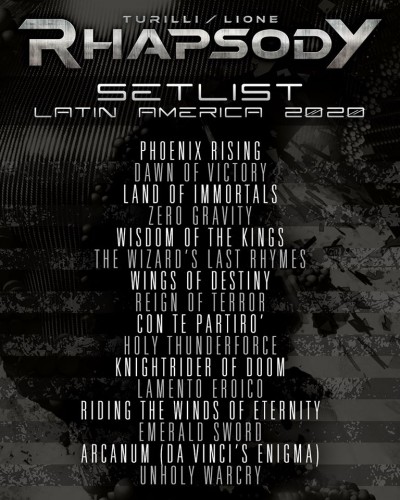 TURILLI / LIONE
RHAPSODY
SETLIST
LATIN AMERICA 2020
PHOENIX RISING
DAWN OF VICTORY
LAND OF IMMORTALS
ZERO GRAVITY
WISDOM OF THE KINGS
THE WIZARD'S LAST RHYMES
WINGS OF DESTINY
REIGN OF TERROR
CON TE PARTIRO'
HOLY THUNDERFORCE
KNIGHTRIDER OF DOOM
LAMENTO EROICO
RIDING THE WINDS OF ETERNITY
EMERALD SWORD
ARCANUM (DA VINCI'S ENIGMA)
UNHOLY WARCRY